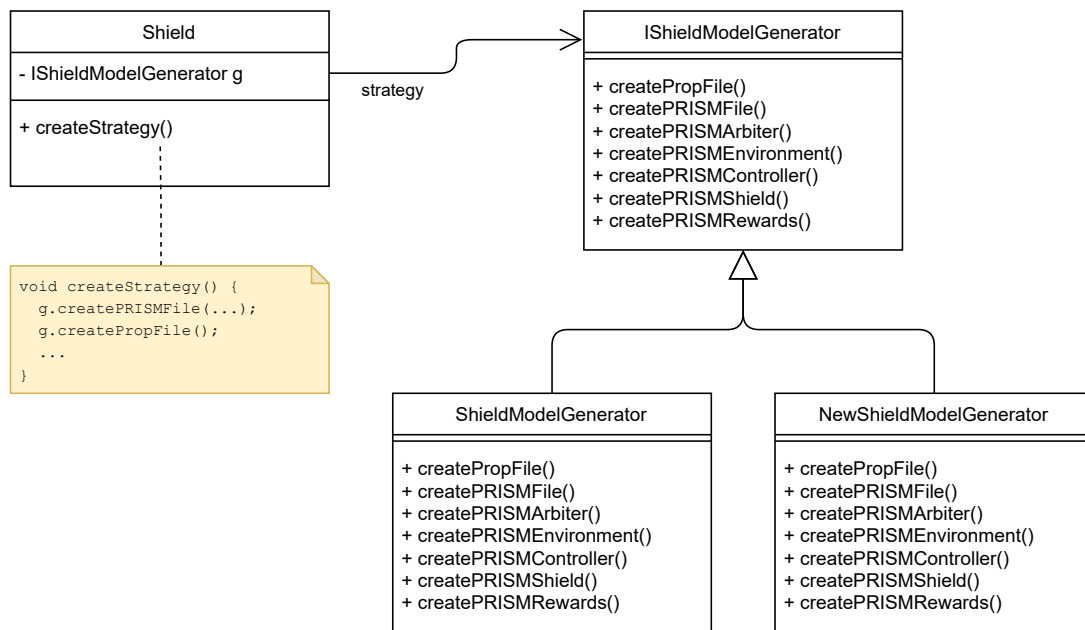 Shield
- IShieldModelGenerator g
+ createStrategy()
strategy
IShieldModelGenerator
+ createPropFile()
+ createPRISMFile()
+ createPRISMArbiter()
+ createPRISMEnvironment()
+ createPRISMController()
+ createPRISMShield()
+ createPRISMRewards()
void createStrategy() {
  g.createPRISMFile(...);
  g.createPropFile();
  ...
}
ShieldModelGenerator
+ createPropFile()
+ createPRISMFile()
+ createPRISMArbiter()
+ createPRISMEnvironment()
+ createPRISMController()
+ createPRISMShield()
+ createPRISMRewards()
NewShieldModelGenerator
+ createPropFile()
+ createPRISMFile()
+ createPRISMArbiter()
+ createPRISMEnvironment()
+ createPRISMController()
+ createPRISMShield()
+ createPRISMRewards()